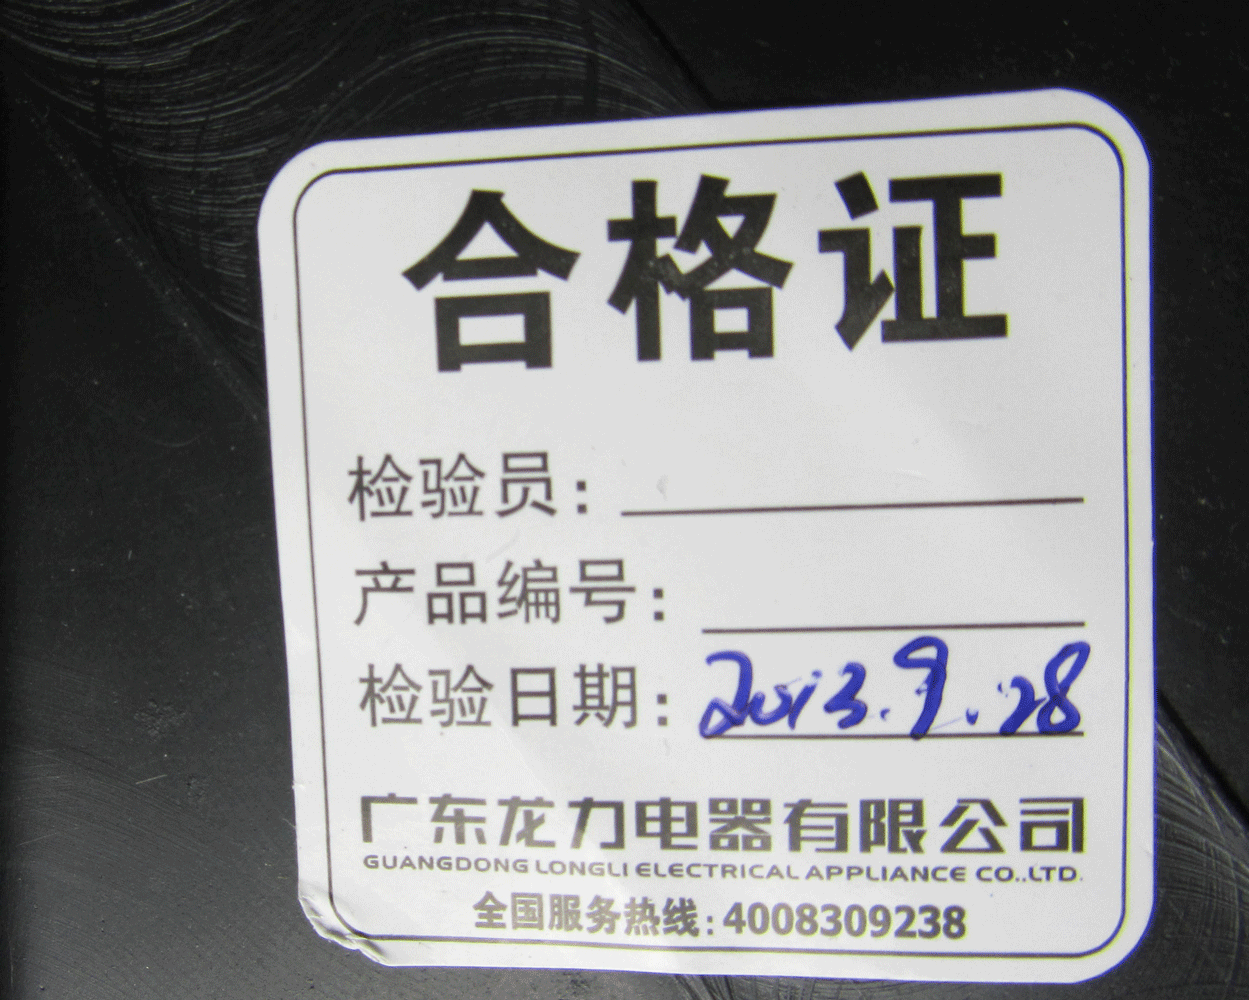 合格证
检验员:
产品编号:
检验日期: 2013.9.28
广东龙力电器有限公司
GUANGDONG LONGLI ELECTRICAL APPLIANCE CO.,LTD.
全国服务热线:4008309238